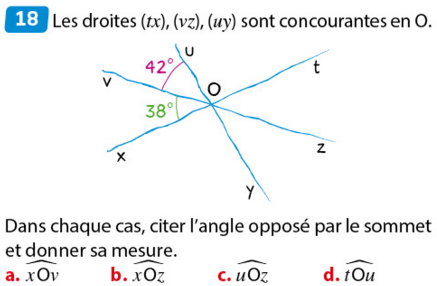 18 Les droites (tx), (vz), (uy) sont concourantes en O.
u
42°
t
v
O
38°
x
z
y
Dans chaque cas, citer l'angle opposé par le sommet
et donner sa mesure.
a. xOv b. xOz c. uOz d. tOu